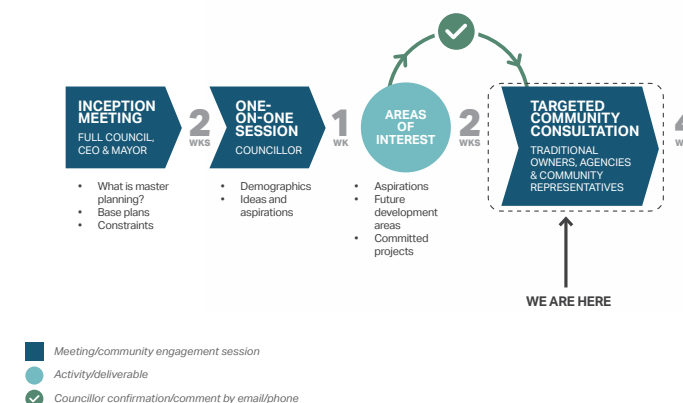 INCEPTION
MEETING
FULL COUNCIL,
CEO & MAYOR
2
WKS
ONE-
ON-ONE
SESSION
COUNCILLOR
1
WK
AREAS
OF
INTEREST
2
WKS
TARGETED
COMMUNITY
CONSULTATION
TRADITIONAL
OWNERS, AGENCIES
& COMMUNITY
REPRESENTATIVES
• What is master
planning?
• Base plans
• Constraints
• Demographics
• Ideas and
aspirations
• Aspirations
• Future
development
areas
• Committed
projects
WE ARE HERE
Meeting/community engagement session
Activity/deliverable
Councillor confirmation/comment by email/phone